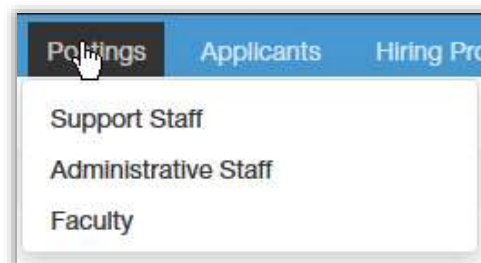 Postings Applicants Hiring Pro
Support Staff
Administrative Staff
Faculty